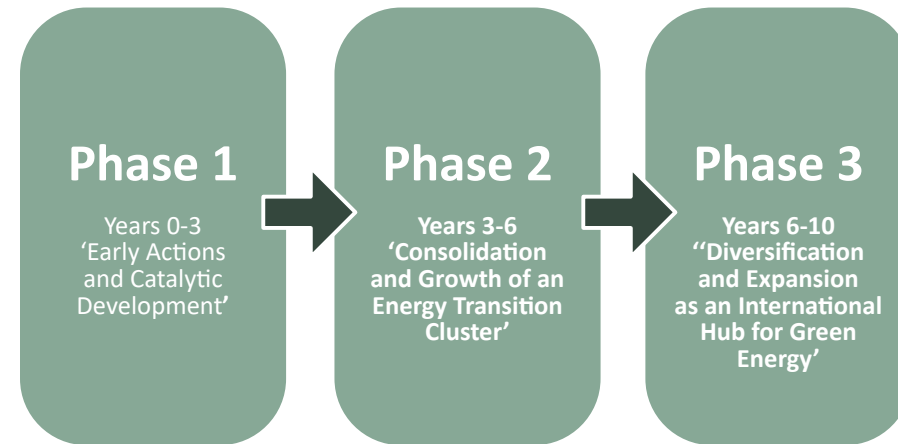 Phase 1
Years 0-3
‘Early Actions
and Catalytic
Development’
Phase 2
Years 3-6
‘Consolidation
and Growth of an
Energy Transition
Cluster’
Phase 3
Years 6-10
‘‘Diversification
and Expansion
as an International
Hub for Green
Energy’